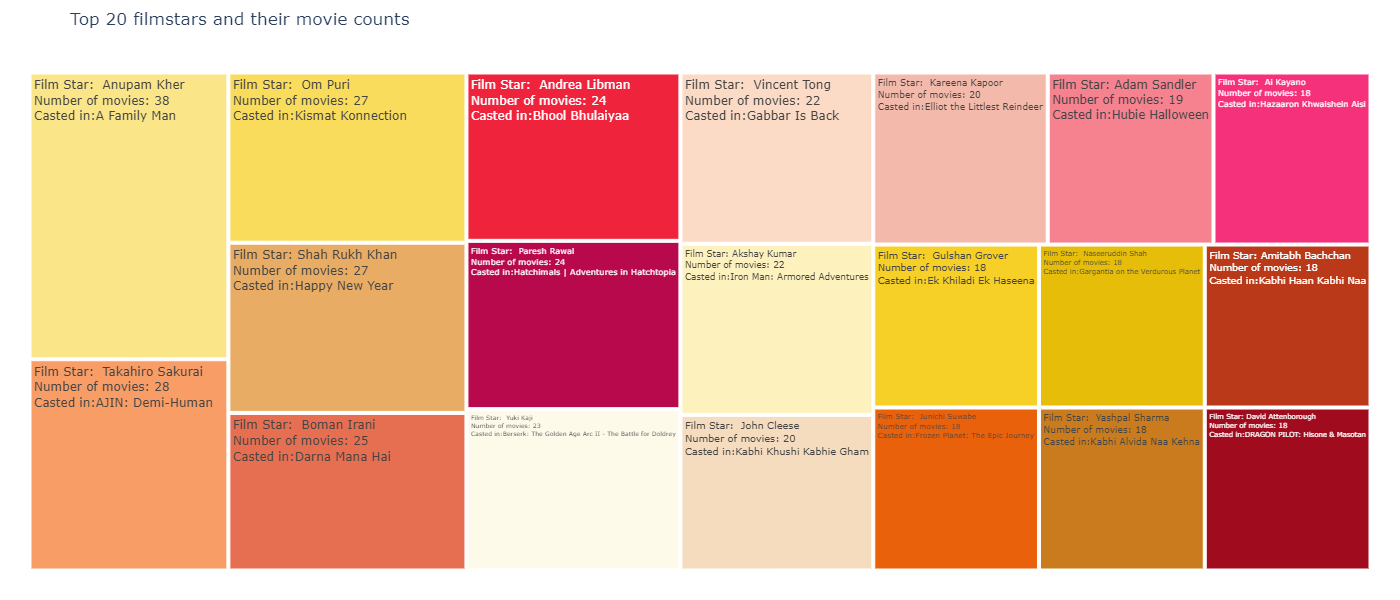 Top 20 filmstars and their movie counts
Film Star:  Anupam Kher
Number of movies: 38
Casted in:A Family Man
Film Star:  Takahiro Sakurai
Number of movies: 28
Casted in:AJIN: Demi-Human
Film Star:  Om Puri
Number of movies: 27
Casted in:Kismat Konnection
Film Star: Shah Rukh Khan
Number of movies: 27
Casted in:Happy New Year
Film Star:  Boman Irani
Number of movies: 25
Casted in:Darna Mana Hai
Film Star:  Andrea Libman
Number of movies: 24
Casted in:Bhool Bhulaiyaa
Film Star:  Paresh Rawal
Number of movies: 24
Casted in:Hatchimals | Adventures in Hatchtopia
Film Star:  Yuki Kaji
Number of movies: 23
Casted in:Berserk: The Golden Age Arc II - The Battle for Doldrey
Film Star:  Vincent Tong
Number of movies: 22
Casted in:Gabbar Is Back
Film Star: Akshay Kumar
Number of movies: 22
Casted in:Iron Man: Armored Adventures
Film Star:  John Cleese
Number of movies: 20
Casted in:Kabhi Khushi Kabhie Gham
Film Star:  Kareena Kapoor
Number of movies: 20
Casted in:Elliot the Littlest Reindeer
Film Star: Adam Sandler
Number of movies: 19
Casted in:Hubie Halloween
Film Star:  Ai Kayano
Number of movies: 18
Casted in:Hazaaron Khwaishein Aisi
Film Star:  Gulshan Grover
Number of movies: 18
Casted in:Ek Khiladi Ek Haseena
Film Star:  Naseeruddin Shah
Number of movies: 18
Casted in:Gargantia on the Verdurous Planet
Film Star: Amitabh Bachchan
Number of movies: 18
Casted in:Kabhi Haan Kabhi Naa
Film Star:  Junichi Suwabe
Number of movies: 18
Casted in:Frozen Planet: The Epic Journey
Film Star:  Yashpal Sharma
Number of movies: 18
Casted in:Kabhi Alvida Naa Kehna
Film Star: David Attenborough
Number of movies: 18
Casted in:DRAGON PILOT: Hisone & Masotan